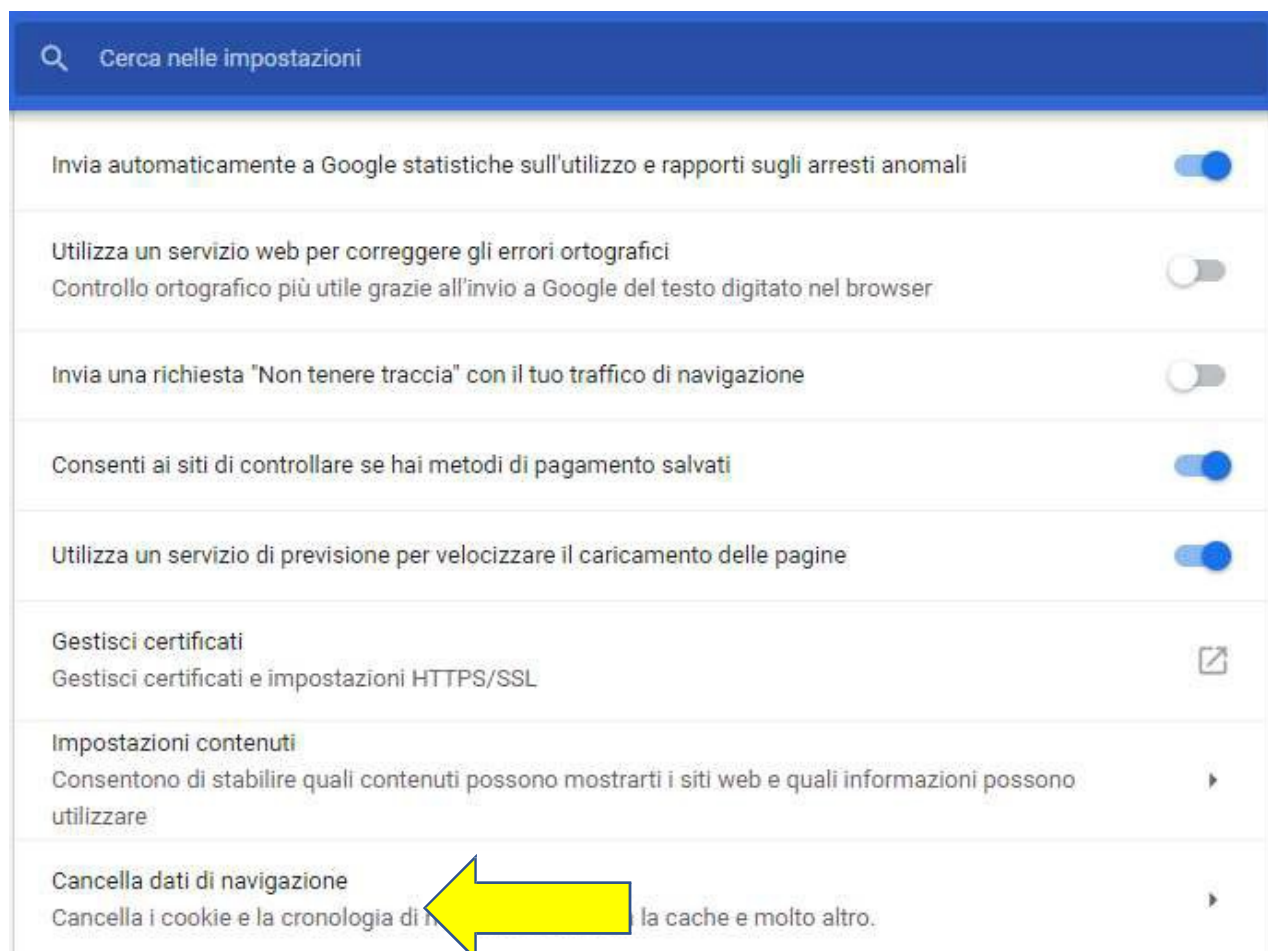 Cerca nelle impostazioni
Invia automaticamente a Google statistiche sull'utilizzo e rapporti sugli arresti anomali
Utilizza un servizio web per correggere gli errori ortografici
Controllo ortografico più utile grazie all'invio a Google del testo digitato nel browser
Invia una richiesta "Non tenere traccia" con il tuo traffico di navigazione
Consenti ai siti di controllare se hai metodi di pagamento salvati
Utilizza un servizio di previsione per velocizzare il caricamento delle pagine
Gestisci certificati
Gestisci certificati e impostazioni HTTPS/SSL
Impostazioni contenuti
Consentono di stabilire quali contenuti possono mostrarti i siti web e quali informazioni possono
utilizzare
Cancella dati di navigazione
Cancella i cookie e la cronologia di la cache e molto altro.